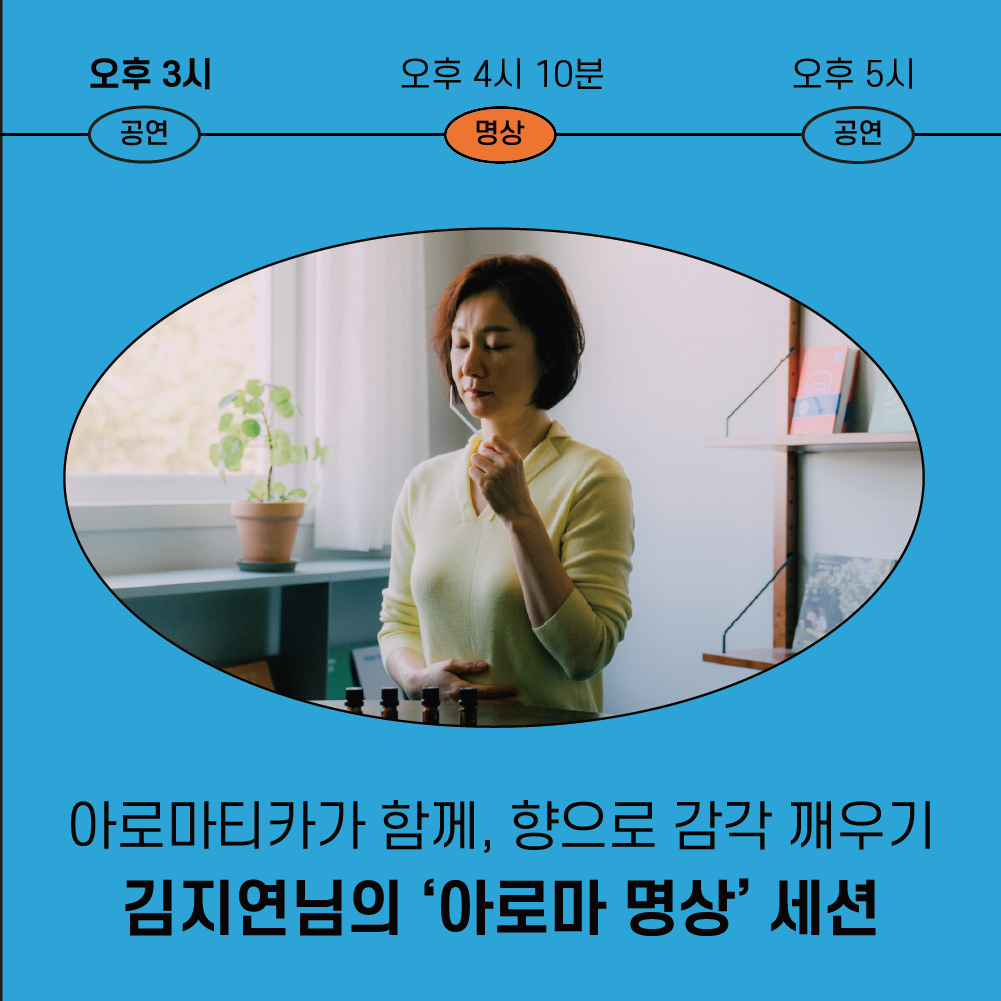 오후 3시
오후 4시 10분
오후 5시
공연
명상
공연
아로마티카가 함께, 향으로 감각 깨우기
김지연님의 ‘아로마 명상’ 세션